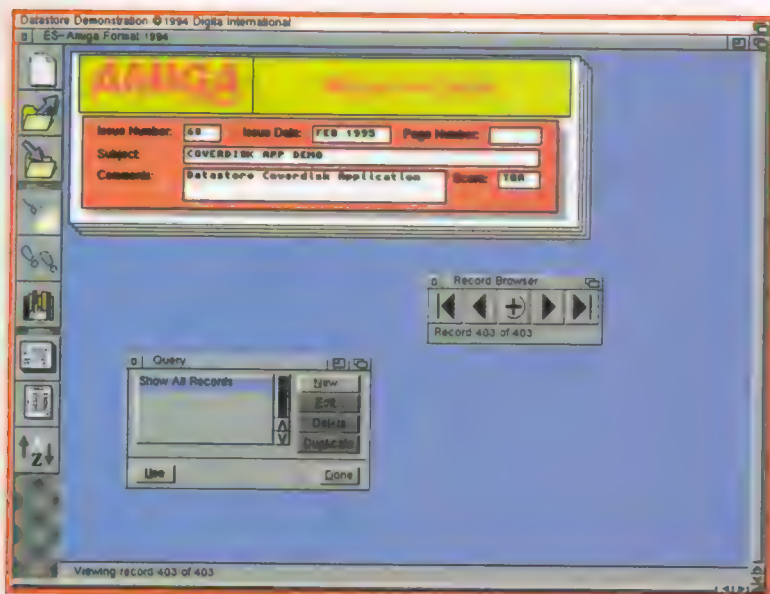 Datastore Demonstration ©1994 Digita International
ES-Amiga Format 1994
AMIGA
Issue Number: 68 Issue Date: FEB 1995 Page Number:
Subject: COVERDISK APP DEMO
Comments: Datastore Coverdisk Application Score: TBA
Record Browser
Record 403 of 403
Query
Show All Records
New
Edit...
Delete
Duplicate
Use
Done
Viewing record 403 of 403